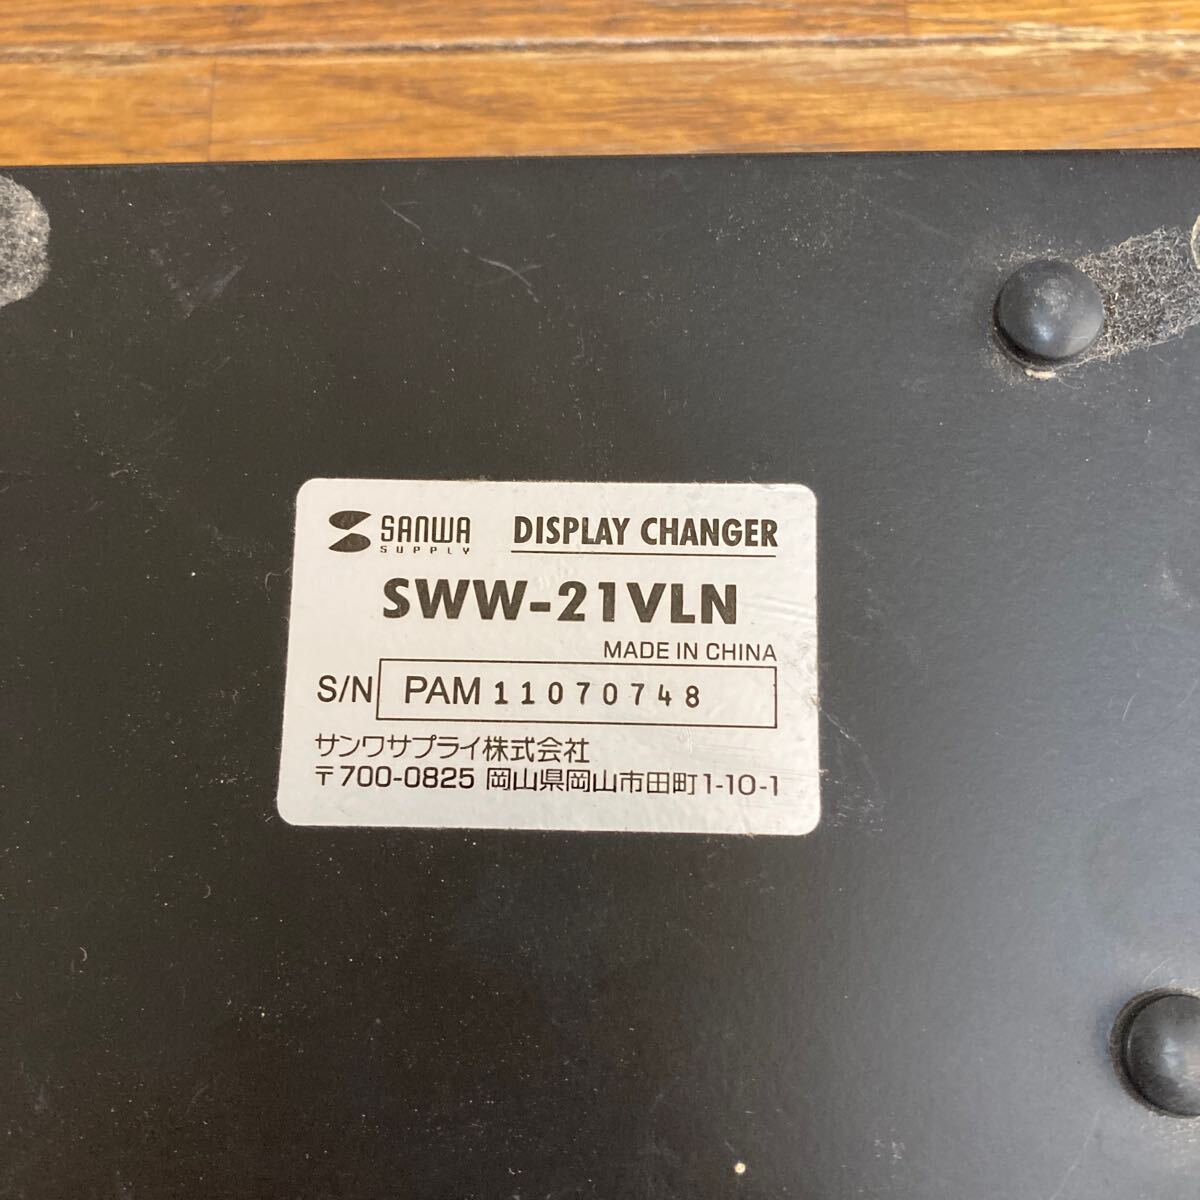 SANWA SUPPLY DISPLAY CHANGER
SWW-21VLN
MADE IN CHINA
S/N PAM 11070748
サンワサプライ株式会社
〒700-0825 岡山県岡山市田町1-10-1